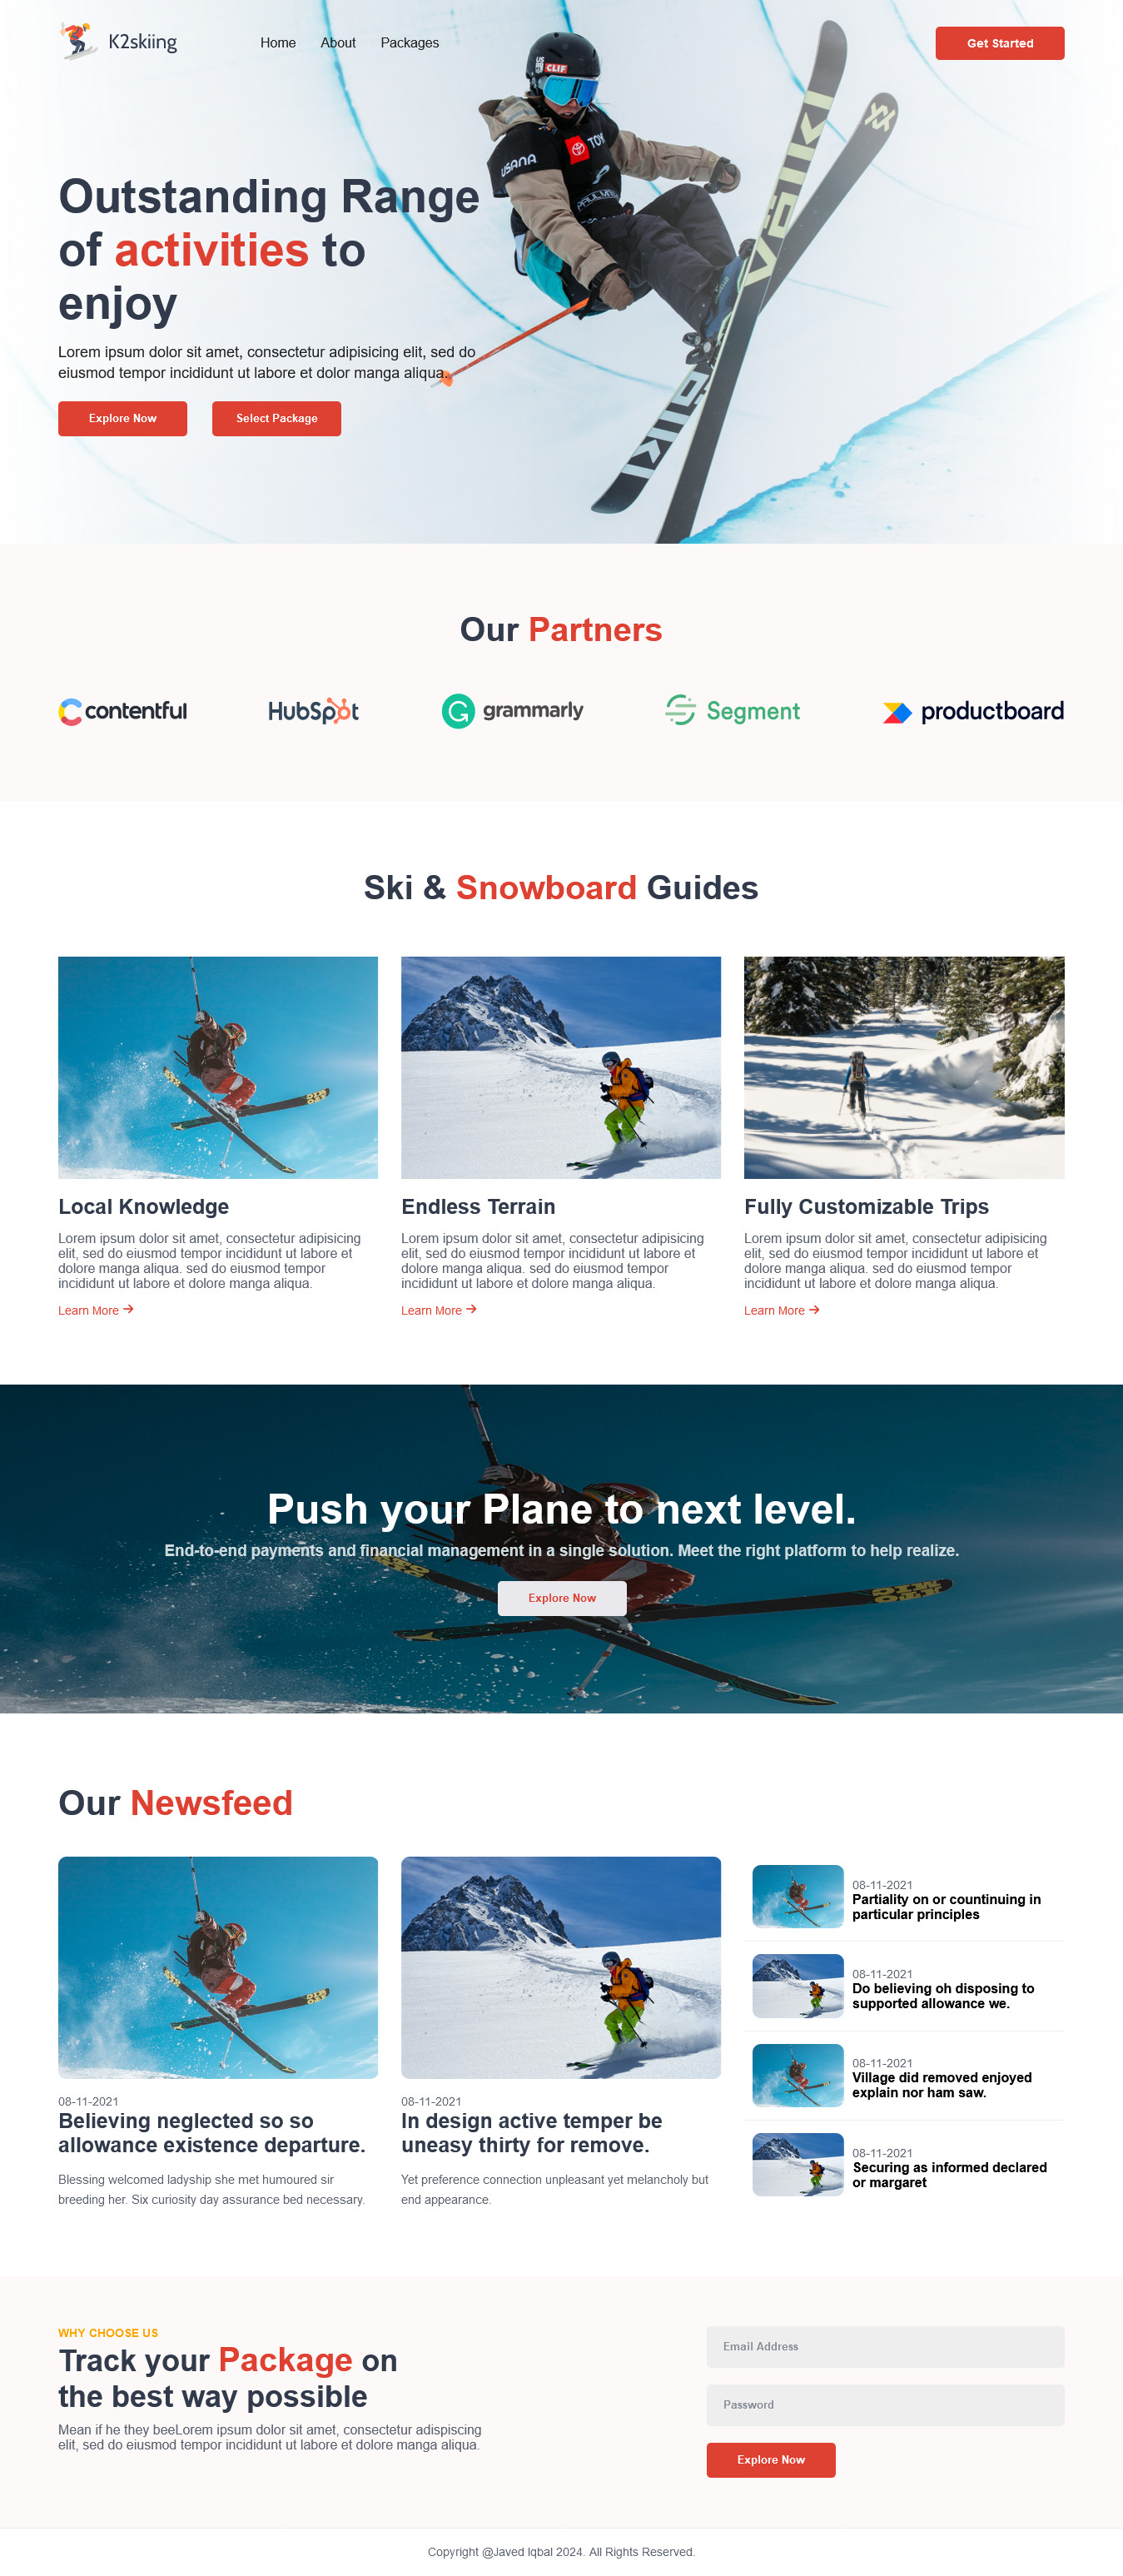 K2skiing
Home
About
Packages
Get Started
CLIF
USANA
TOY
Outstanding Range
of activities to
enjoy
Lorem ipsum dolor sit amet, consectetur adipisicing elit, sed do
eiusmod tempor incididunt ut labore et dolor manga aliqua..
Explore Now
Select Package
Our Partners
contentful
HubSpot
grammarly
Segment
productboard
Ski & Snowboard Guides
Local Knowledge
Lorem ipsum dolor sit amet, consectetur adipisicing
elit, sed do eiusmod tempor incididunt ut labore et
dolore manga aliqua. sed do eiusmod tempor
incididunt ut labore et dolore manga aliqua.
Learn More →
Endless Terrain
Lorem ipsum dolor sit amet, consectetur adipisicing
elit, sed do eiusmod tempor incididunt ut labore et
dolore manga aliqua. sed do eiusmod tempor
incididunt ut labore et dolore manga aliqua.
Learn More →
Fully Customizable Trips
Lorem ipsum dolor sit amet, consectetur adipisicing
elit, sed do eiusmod tempor incididunt ut labore et
dolore manga aliqua. sed do eiusmod tempor
incididunt ut labore et dolore manga aliqua.
Learn More →
Push your Plane to next level.
End-to-end payments and financial management in a single solution. Meet the right platform to help realize.
Explore Now
Our Newsfeed
08-11-2021
Believing neglected so so
allowance existence departure.
Blessing welcomed ladyship she met humoured sir
breeding her. Six curiosity day assurance bed necessary.
08-11-2021
In design active temper be
uneasy thirty for remove.
Yet preference connection unpleasant yet melancholy but
end appearance.
08-11-2021
Partiality on or countinuing in
particular principles
08-11-2021
Do believing oh disposing to
supported allowance we.
08-11-2021
Village did removed enjoyed
explain nor ham saw.
08-11-2021
Securing as informed declared
or margaret
WHY CHOOSE US
Track your Package on
the best way possible
Mean if he they beeLorem ipsum dolor sit amet, consectetur adispiscing
elit, sed do eiusmod tempor incididunt ut labore et dolore manga aliqua.
Email Address
Password
Explore Now
Copyright @Javed Iqbal 2024. All Rights Reserved.